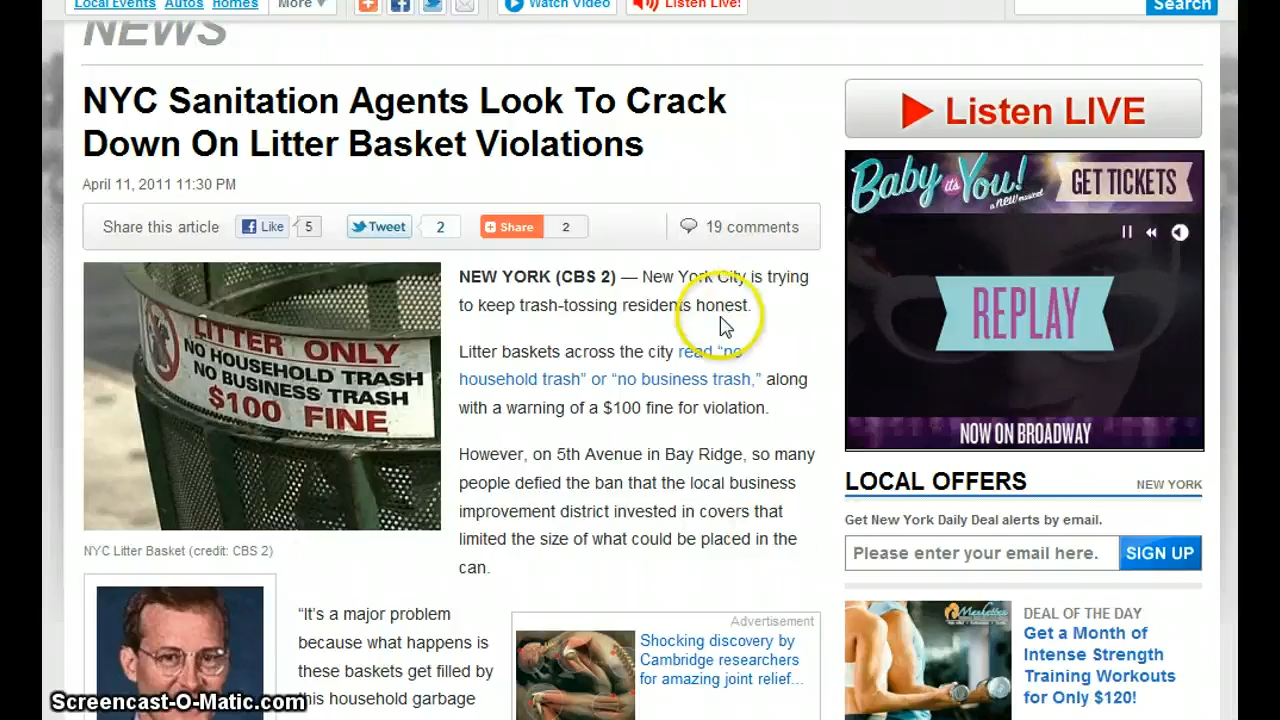 Local Events Autos Homes More Watch Video Listen Live! Search
NEWS
NYC Sanitation Agents Look To Crack
Down On Litter Basket Violations
April 11, 2011 11:30 PM
Share this article Like 5 Tweet 2 Share 2 19 comments
LITTER ONLY
NO HOUSEHOLD TRASH
NO BUSINESS TRASH
$100 FINE
NYC Litter Basket (credit: CBS 2)
NEW YORK (CBS 2) — New York City is trying
to keep trash-tossing residents honest.
Litter baskets across the city read “no
household trash” or “no business trash,” along
with a warning of a $100 fine for violation.
However, on 5th Avenue in Bay Ridge, so many
people defied the ban that the local business
improvement district invested in covers that
limited the size of what could be placed in the
can.
“It’s a major problem
because what happens is
these baskets get filled by
this household garbage
Advertisement
Shocking discovery by
Cambridge researchers
for amazing joint relief...
Listen LIVE
Baby it's You!
a new musical
GET TICKETS
REPLAY
NOW ON BROADWAY
LOCAL OFFERS NEW YORK
Get New York Daily Deal alerts by email.
Please enter your email here. SIGN UP
DEAL OF THE DAY
Get a Month of
Intense Strength
Training Workouts
for Only $120!
Screencast-O-Matic.com